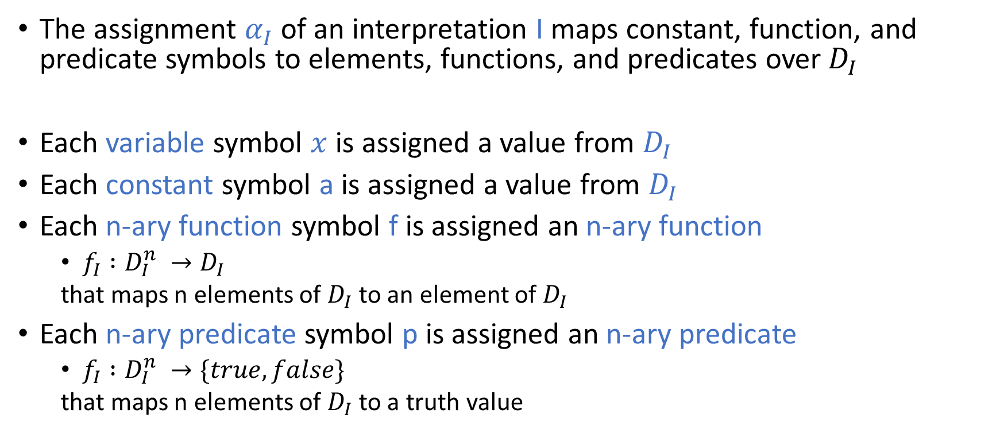 • The assignment α_I of an interpretation I maps constant, function, and
predicate symbols to elements, functions, and predicates over D_I
• Each variable symbol x is assigned a value from D_I
• Each constant symbol a is assigned a value from D_I
• Each n-ary function symbol f is assigned an n-ary function
• f_I : D_I^n → D_I
that maps n elements of D_I to an element of D_I
• Each n-ary predicate symbol p is assigned an n-ary predicate
• f_I : D_I^n → {true, false}
that maps n elements of D_I to a truth value